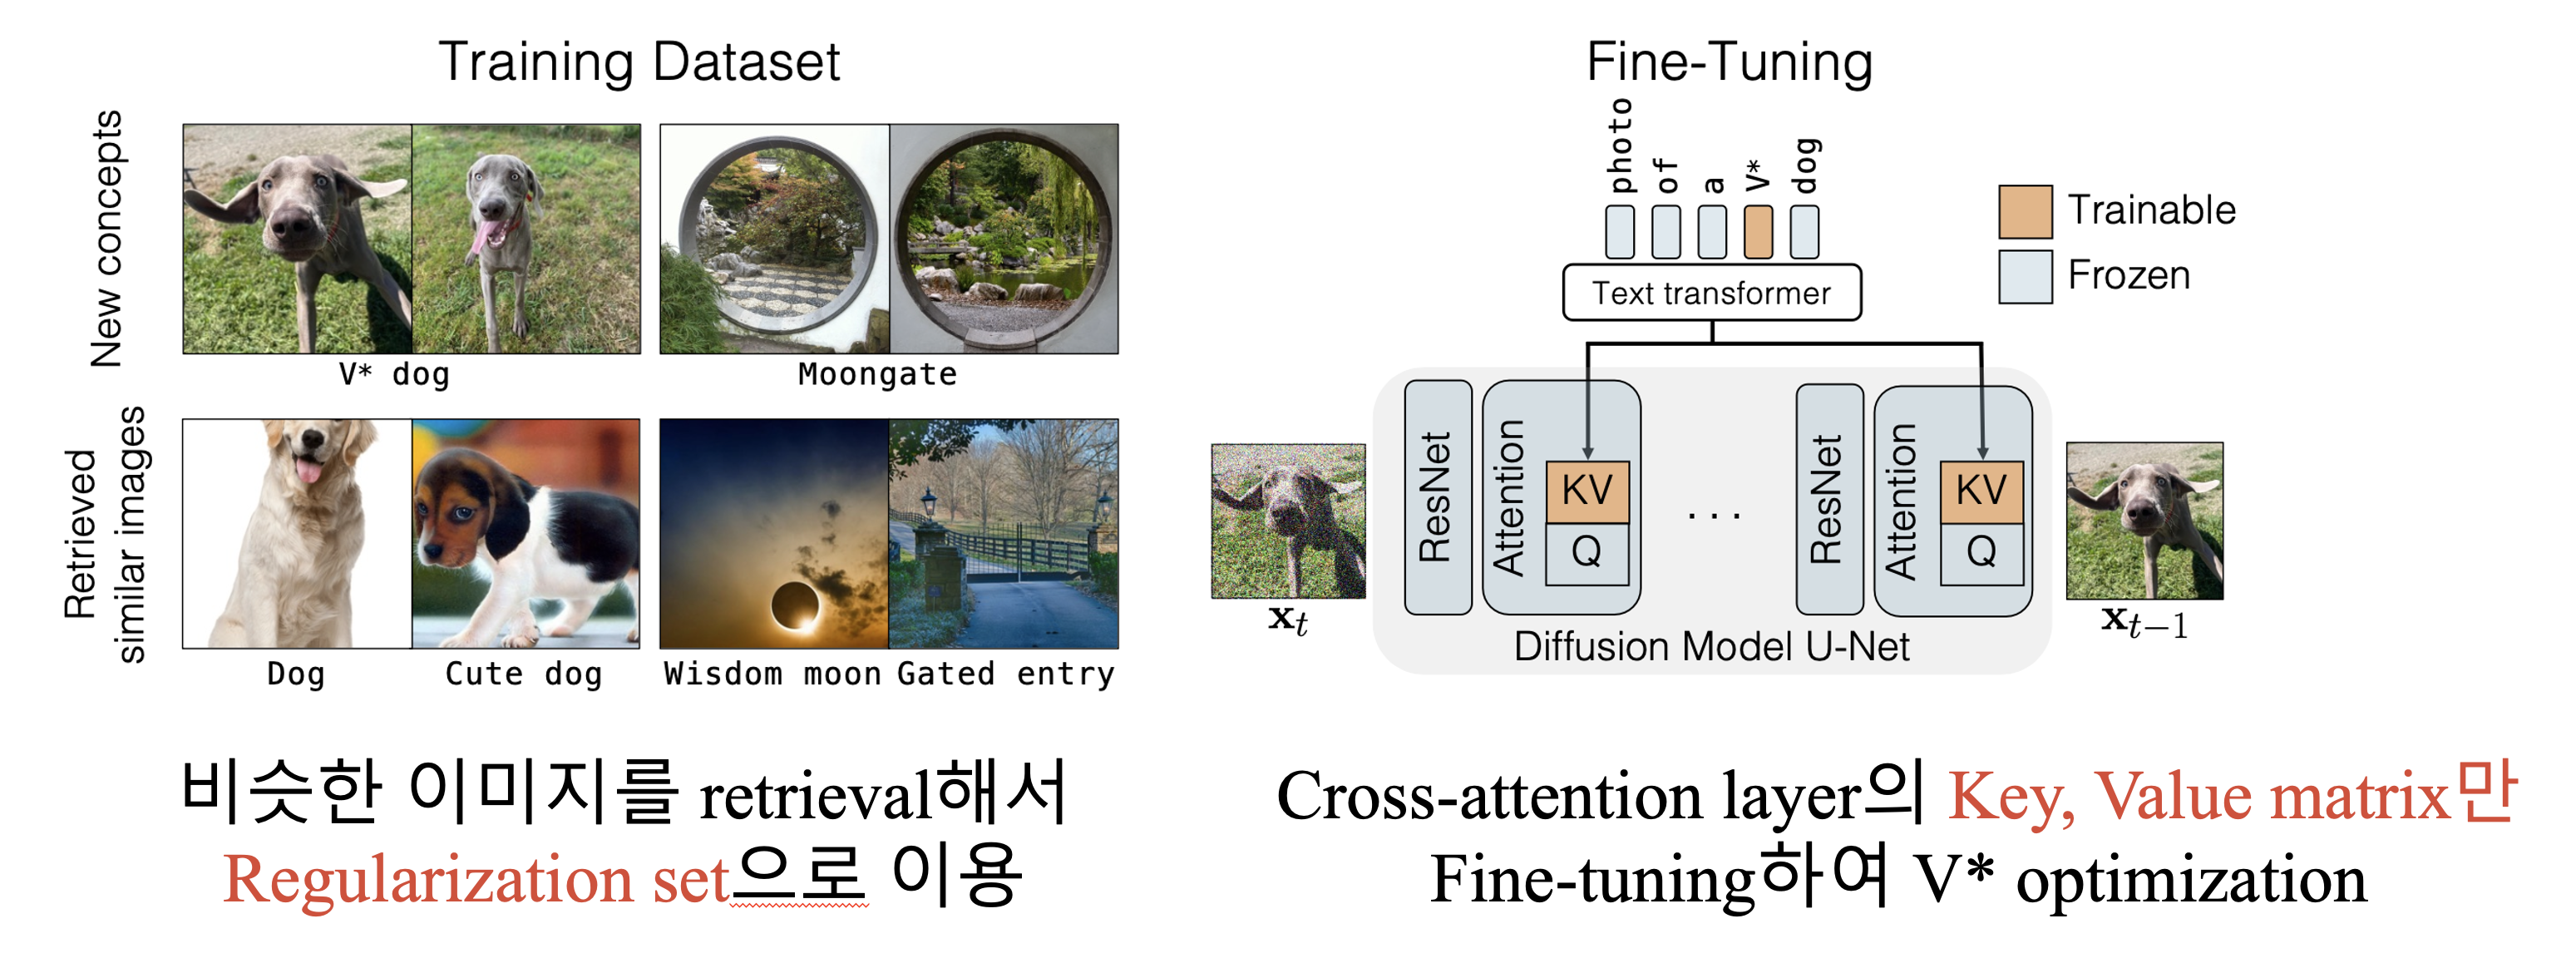 Training Dataset
New concepts
V* dog
Moongate
Retrieved
similar images
Dog
Cute dog
Wisdom moon
Gated entry
비슷한 이미지를 retrieval해서
Regularization set으로 이용
Fine-Tuning
photo
of
a
V*
dog
Trainable
Frozen
Text transformer
ResNet
Attention
KV
Q
...
ResNet
Attention
KV
Q
x_t
x_{t-1}
Diffusion Model U-Net
Cross-attention layer의 Key, Value matrix만
Fine-tuning하여 V* optimization